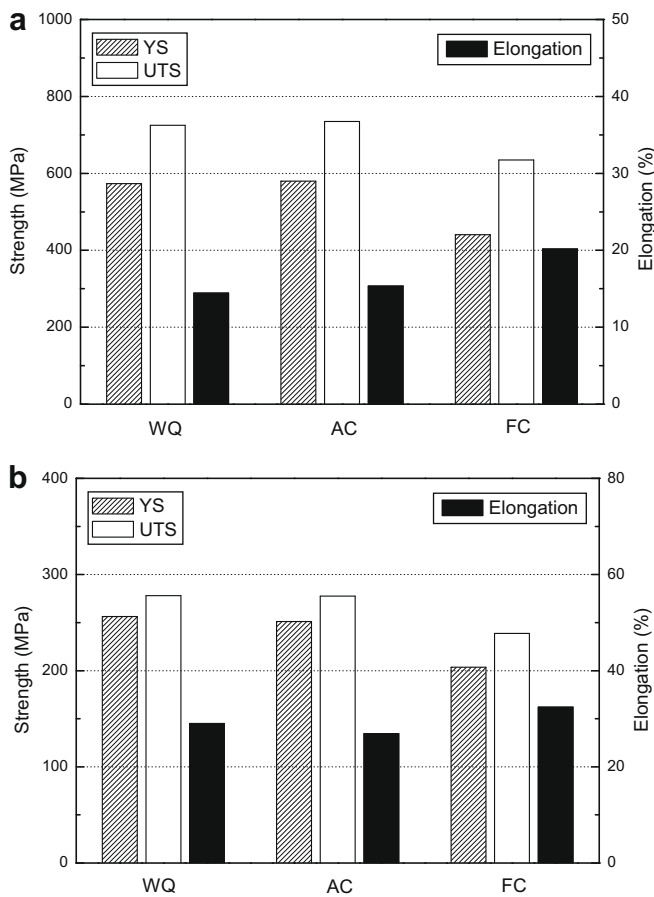 a
1000
800
600
400
200
0
Strength (MPa)
YS
UTS
Elongation
50
40
30
20
10
0
Elongation (%)
WQ
AC
FC
b
400
300
200
100
0
Strength (MPa)
YS
UTS
Elongation
80
60
40
20
0
Elongation (%)
WQ
AC
FC